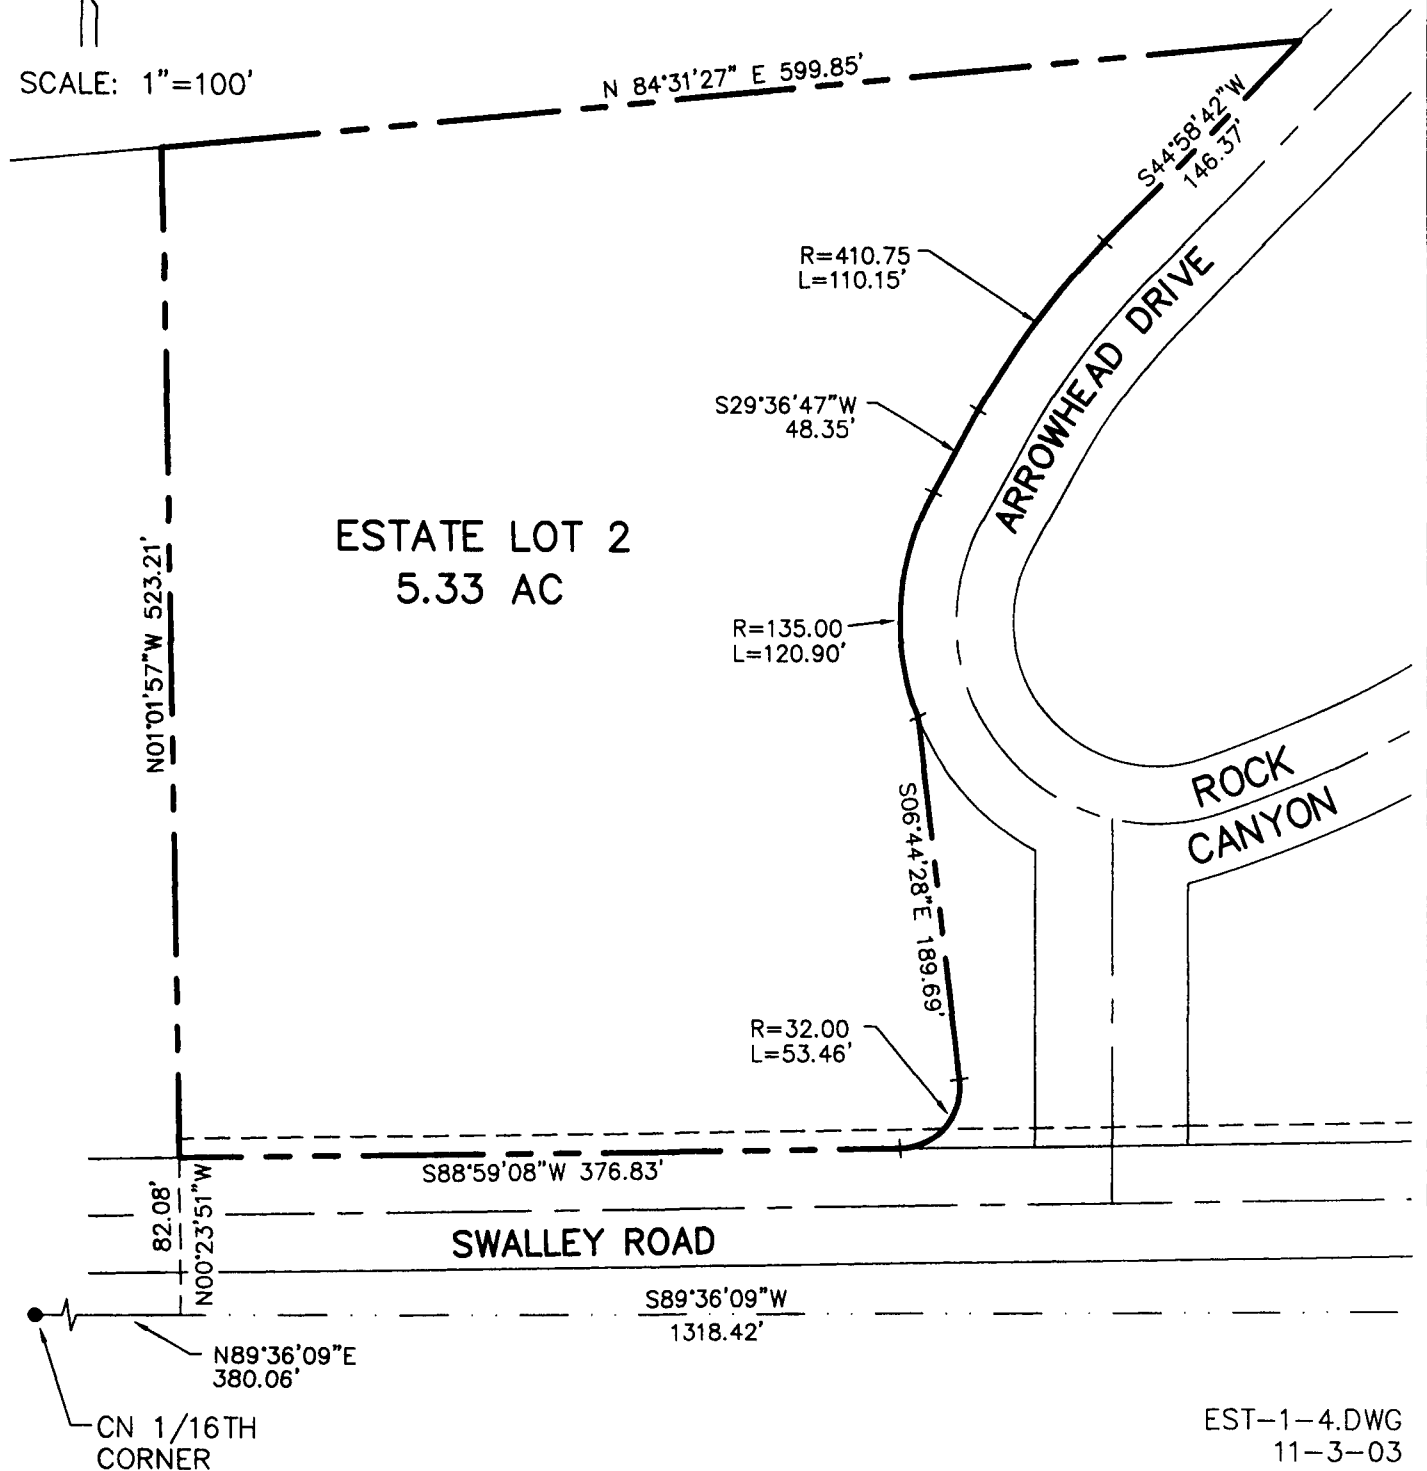 SCALE: 1"=100'
N 84°31'27" E 599.85'
S44°58'42"W
146.37'
R=410.75
L=110.15'
ARROWHEAD DRIVE
S29°36'47"W
48.35'
ESTATE LOT 2
5.33 AC
N01°01'57"W 523.21'
R=135.00
L=120.90'
ROCK
CANYON
S06°44'28"E 189.69'
R=32.00
L=53.46'
S88°59'08"W 376.83'
82.08'
N00°23'51"W
SWALLEY ROAD
S89°36'09"W
1318.42'
N89°36'09"E
380.06'
CN 1/16TH
CORNER
EST-1-4.DWG
11-3-03